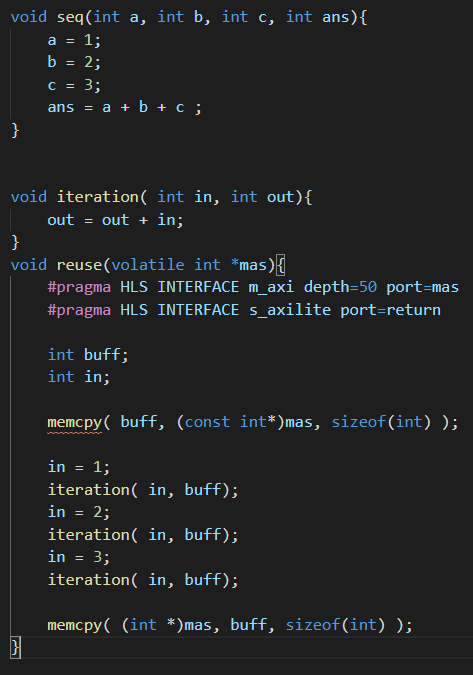 void seq(int a, int b, int c, int ans){
    a = 1;
    b = 2;
    c = 3;
    ans = a + b + c ;
}
void iteration( int in, int out){
    out = out + in;
}
void reuse(volatile int *mas){
    #pragma HLS INTERFACE m_axi depth=50 port=mas
    #pragma HLS INTERFACE s_axilite port=return
    int buff;
    int in;
    memcpy( buff, (const int*)mas, sizeof(int) );
    in = 1;
    iteration( in, buff);
    in = 2;
    iteration( in, buff);
    in = 3;
    iteration( in, buff);
    memcpy( (int *)mas, buff, sizeof(int) );
}